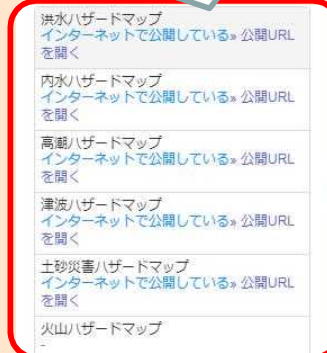 洪水ハザードマップ
インターネットで公開している» 公開URL
を開く
内水ハザードマップ
インターネットで公開している» 公開URL
を開く
高潮ハザードマップ
インターネットで公開している» 公開URL
を開く
津波ハザードマップ
インターネットで公開している» 公開URL
を開く
土砂災害ハザードマップ
インターネットで公開している» 公開URL
を開く
火山ハザードマップ
-